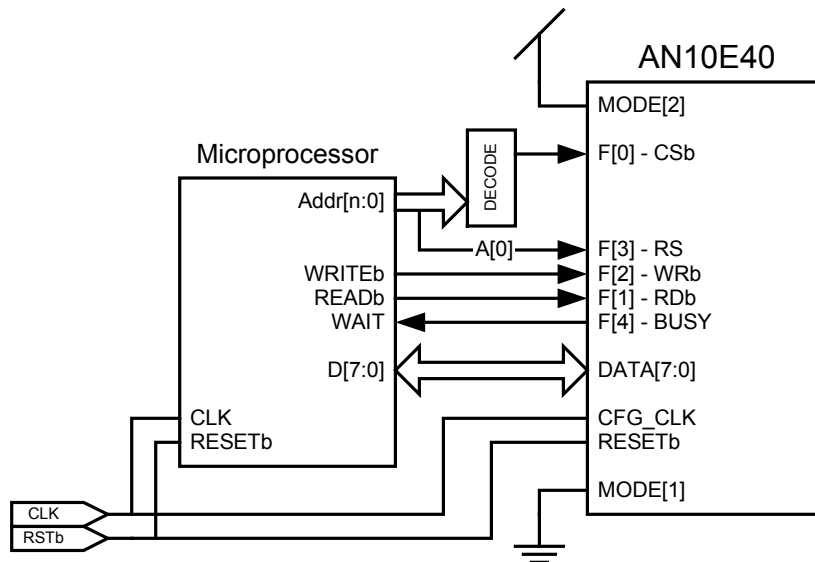 AN10E40
MODE[2]
Microprocessor
DECODE
F[0] - CSb
Addr[n:0]
A[0]
F[3] - RS
WRITEb
F[2] - WRb
READb
F[1] - RDb
WAIT
F[4] - BUSY
D[7:0]
DATA[7:0]
CLK
CFG_CLK
RESETb
RESETb
MODE[1]
CLK
RSTb